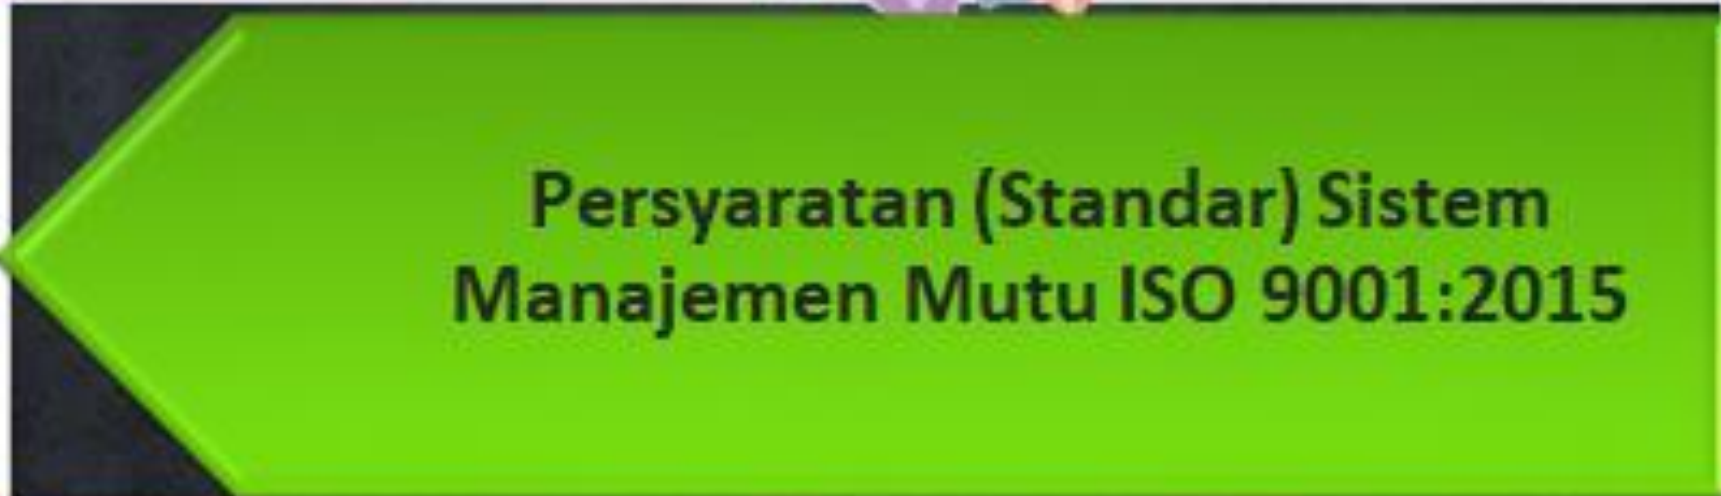 Persyaratan (Standar) Sistem
Manajemen Mutu ISO 9001:2015